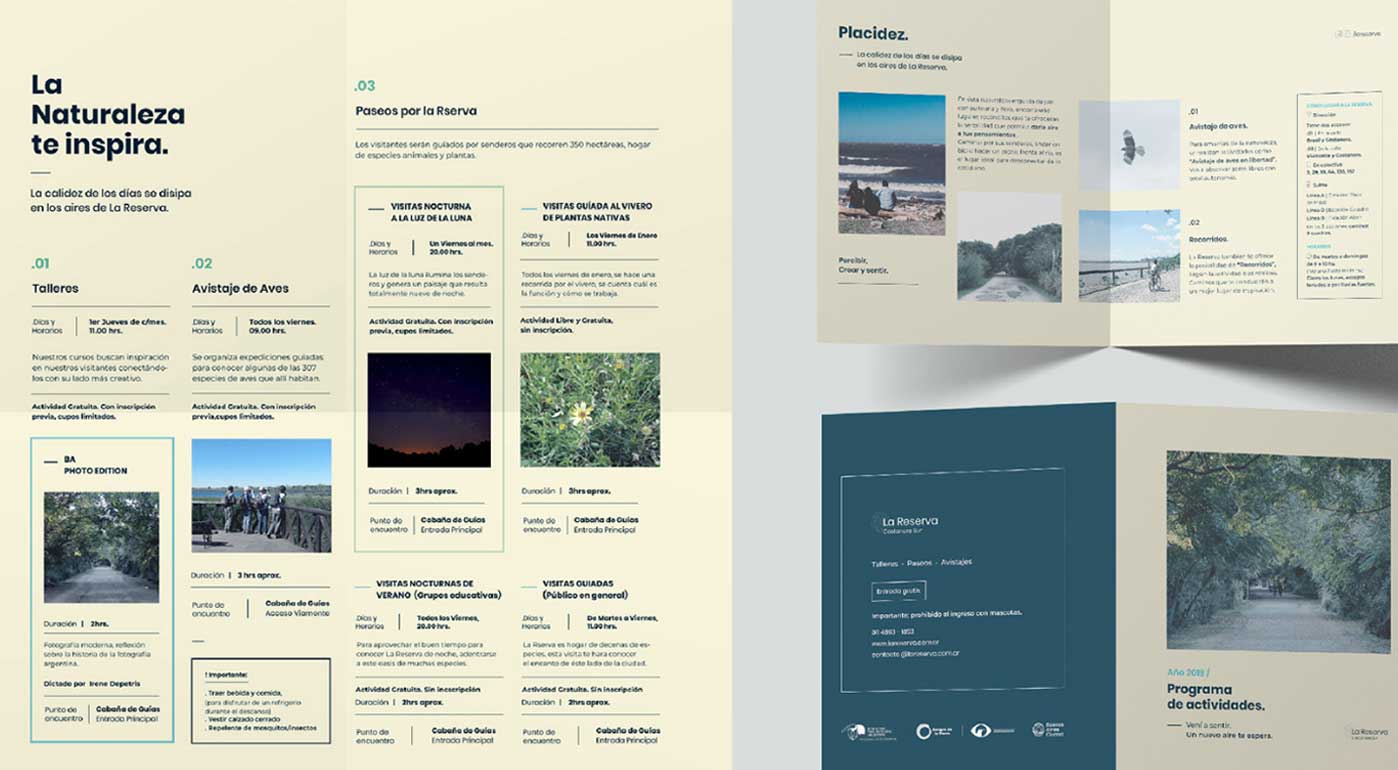 La
Naturaleza
te inspira.
La calidez de los días se disipa
en los aires de La Reserva.
.01
Talleres
.Días y
Horarios
1er Jueves de c/mes.
11.00 hrs.
Nuestros cursos buscan inspiración
en nuestros visitantes conectándo-
los con su lado más creativo.
Actividad Gratuita. Con inscripción
previa, cupos limitados.
BA
PHOTO EDITION
Duración | 2hrs.
Fotografía moderna, reflexión
sobre la historia de la fotografía
argentina.
Dictado por Irene Depetris
Punto de
encuentro
Cabaña de Guías
Entrada Principal
.02
Avistaje de Aves
.Días y
Horarios
Todos los viernes.
09.00 hrs.
Se organiza expediciones guiadas
para conocer algunas de las 307
especies de aves que allí habitan.
Actividad Gratuita. Con inscripción
previa,cupos limitados.
Duración | 3 hrs aprox.
Punto de
encuentro
Cabaña de Guías
Acceso Viamonte
! Importante:
. Traer bebida y comida,
(para disfrutar de un refrigerio
durante el descanso)
. Vestir calzado cerrado
. Repelente de mosquitos/insectos
.03
Paseos por la Rserva
Los visitantes serán guiados por senderos que recorren 350 hectáreas, hogar
de especies animales y plantas.
VISITAS NOCTURNA
A LA LUZ DE LA LUNA
.Días y
Horarios
Un Viernes al mes.
20.00 hrs.
La luz de la luna ilumina los sende-
ros y genera un paisaje que resulta
totalmente nuevo de noche.
Actividad Gratuita. Con inscripción
previa, cupos limitados.
Duración | 3hrs aprox.
Punto de
encuentro
Cabaña de Guías
Entrada Principal
VISITAS GUÍADA AL VIVERO
DE PLANTAS NATIVAS
.Días y
Horarios
Los Viernes de Enero
11.00 hrs.
Todos los viernes de enero, se hace una
recorrida por el vivero, se cuenta cuál es
la función y cómo se trabaja.
Actividad Libre y Gratuita,
sin inscripción.
Duración | 3hrs aprox.
Punto de
encuentro
Cabaña de Guías
Entrada Principal
VISITAS NOCTURNAS DE
VERANO (Grupos educativas)
.Días y
Horarios
Todos los Viernes,
20.00 hrs.
Para aprovechar el buen tiempo para
conocer La Reserva de noche, adentrarse
a este oasis de muchas especies.
Actividad Gratuita. Sin inscripción
Duración | 2hrs aprox.
Punto de
encuentro
Cabaña de Guías
Entrada Principal
VISITAS GUIADAS
(Público en general)
.Días y
Horarios
De Martes a Viernes,
11.00 hrs.
La Rserva es hogar de decenas de es-
pecies, esta visita te hara conocer
el encanto de éste lado de la ciudad.
Actividad Gratuita. Sin inscripción
Duración | 2hrs aprox.
Punto de
encuentro
Cabaña de Guías
Entrada Principal
Placidez.
La calidez de los días se disipa
en los aires de La Reserva.
Percibir,
Crear y sentir.
.01
Avistaje de aves.
"Avistaje de aves en libertad".
.02
Recorridos.
La Reserva
Costanera Sur
Talleres - Paseos - Avistajes
Entrada gratis
Importante: prohibido el ingreso con mascotas.
Año 2019 /
Programa
de actividades.
Vení a sentir.
Un nuevo aire te espera.
La Reserva